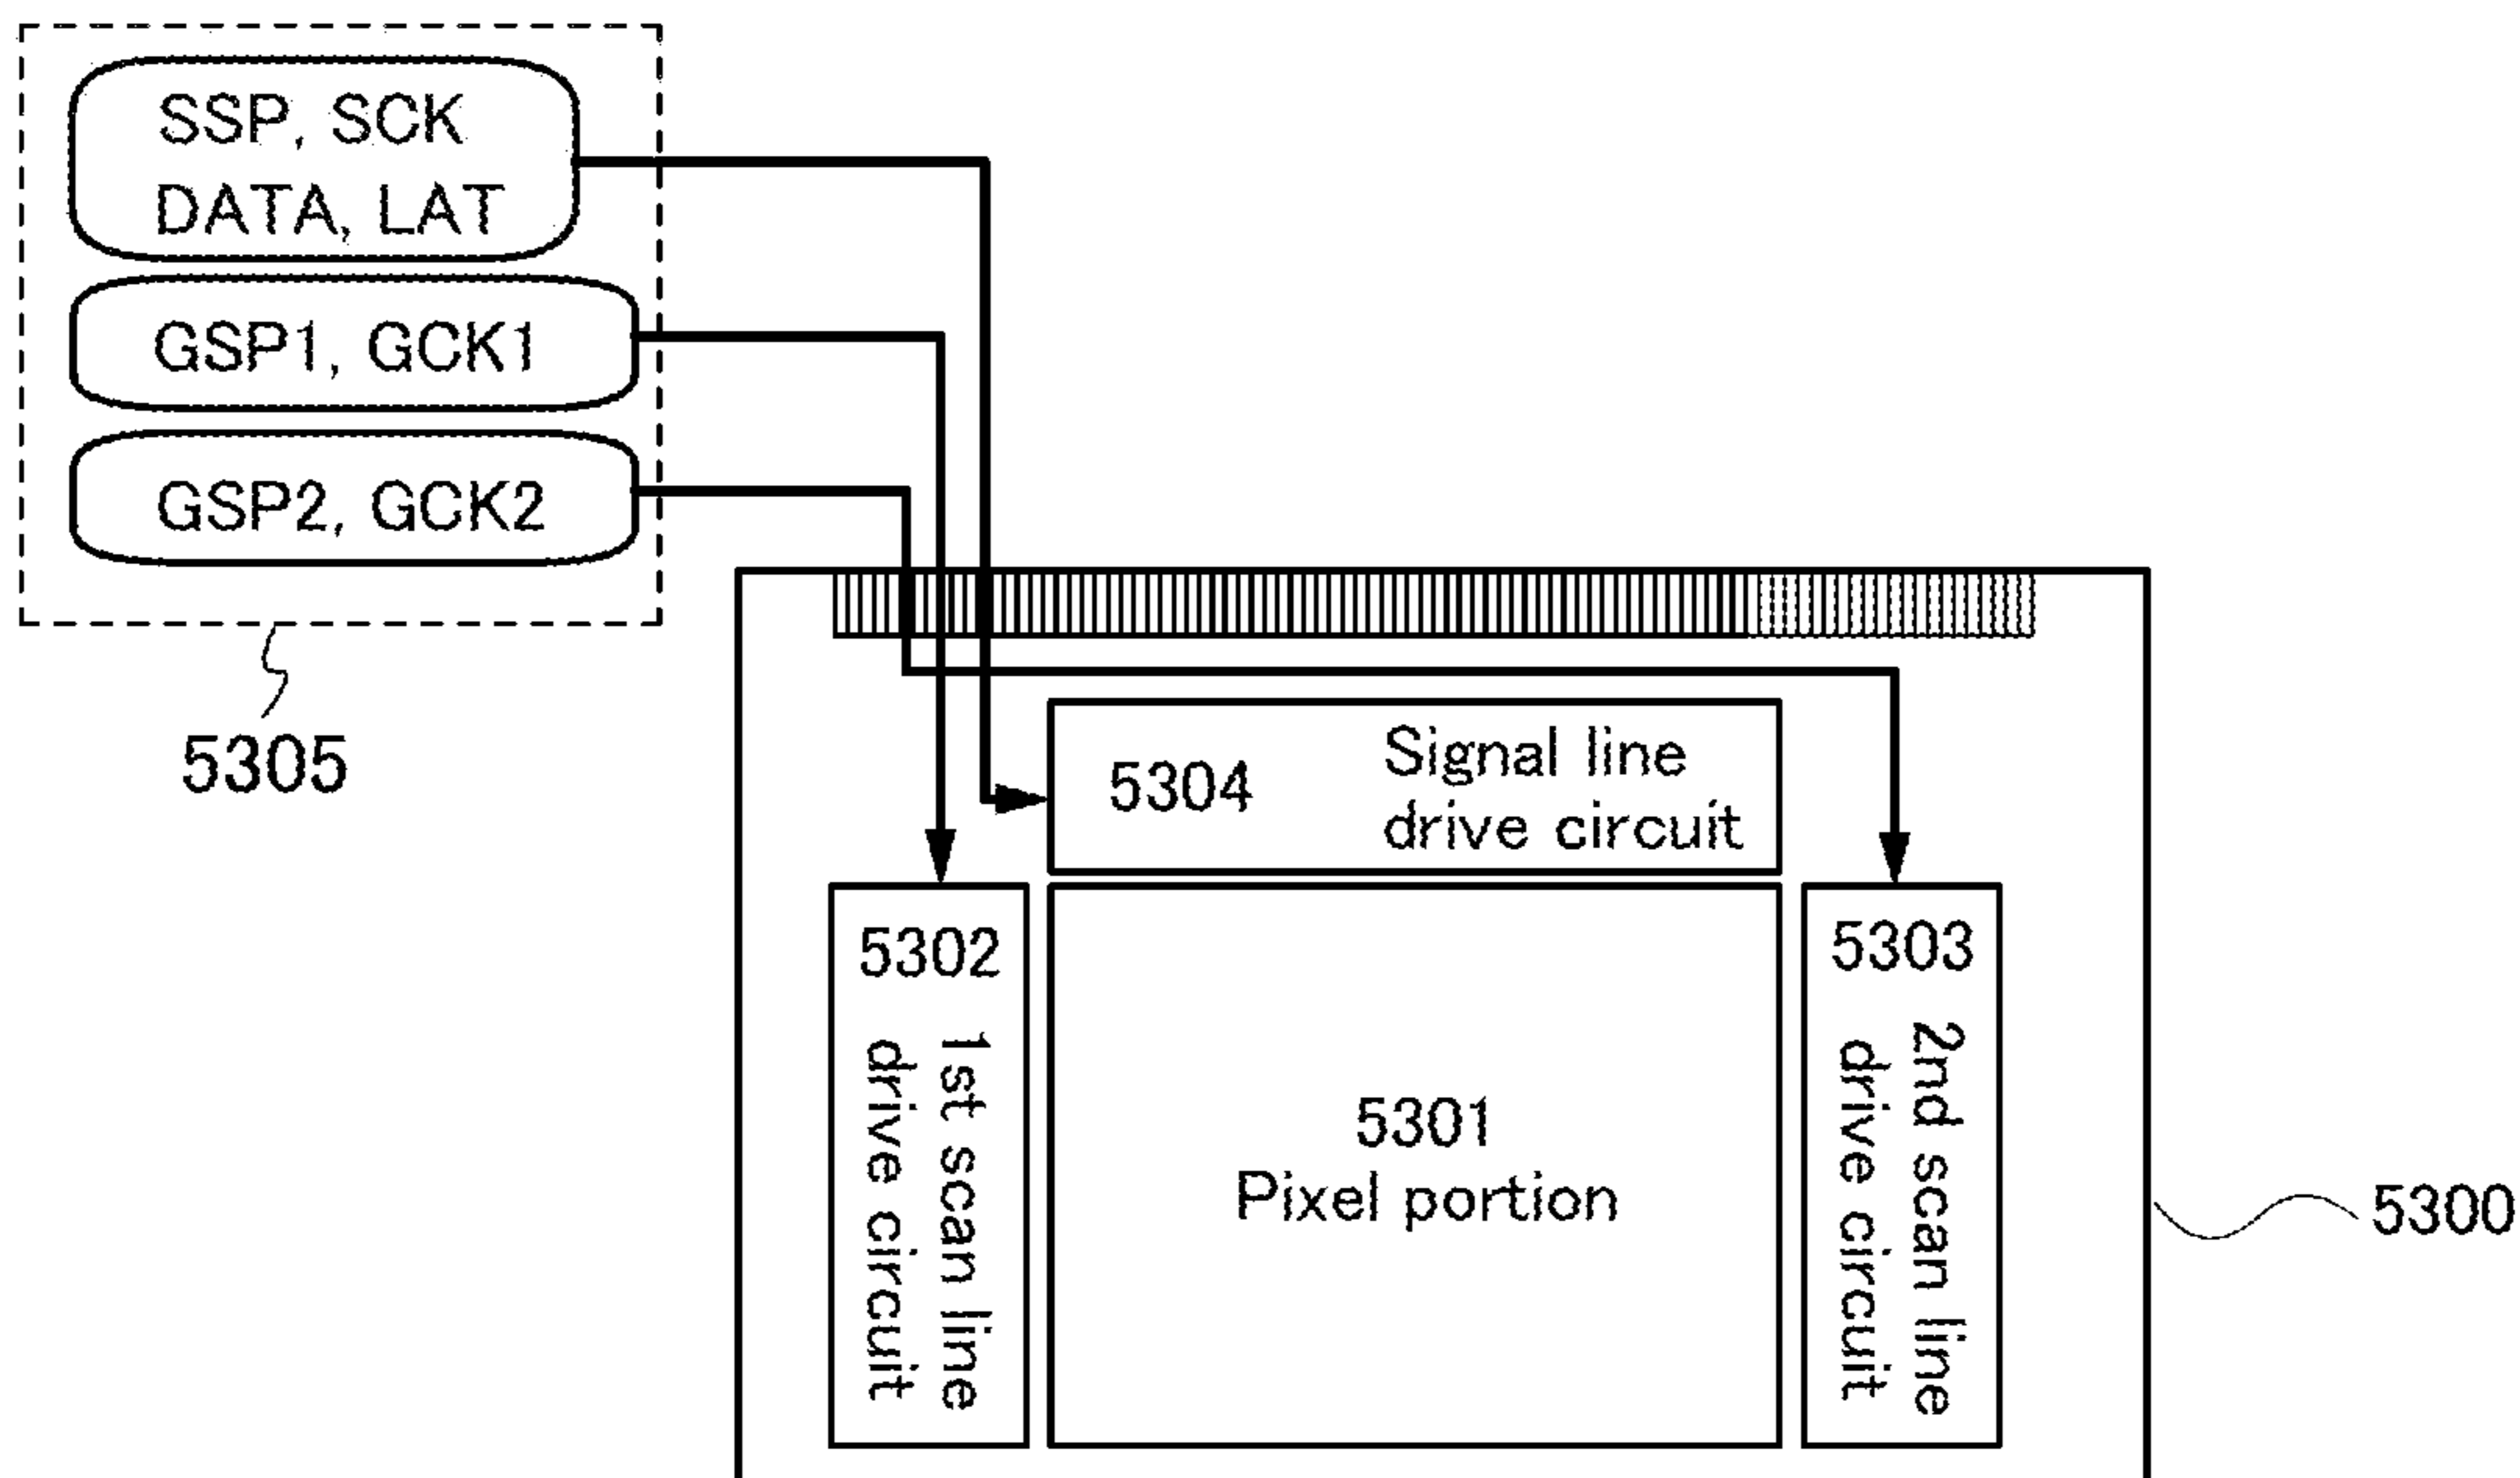 SSP, SCK
DATA, LAT
GSP1, GCK1
GSP2, GCK2
5305
5304
Signal line
drive circuit
5302
1st scan line
drive circuit
5301
Pixel portion
5303
2nd scan line
drive circuit
5300